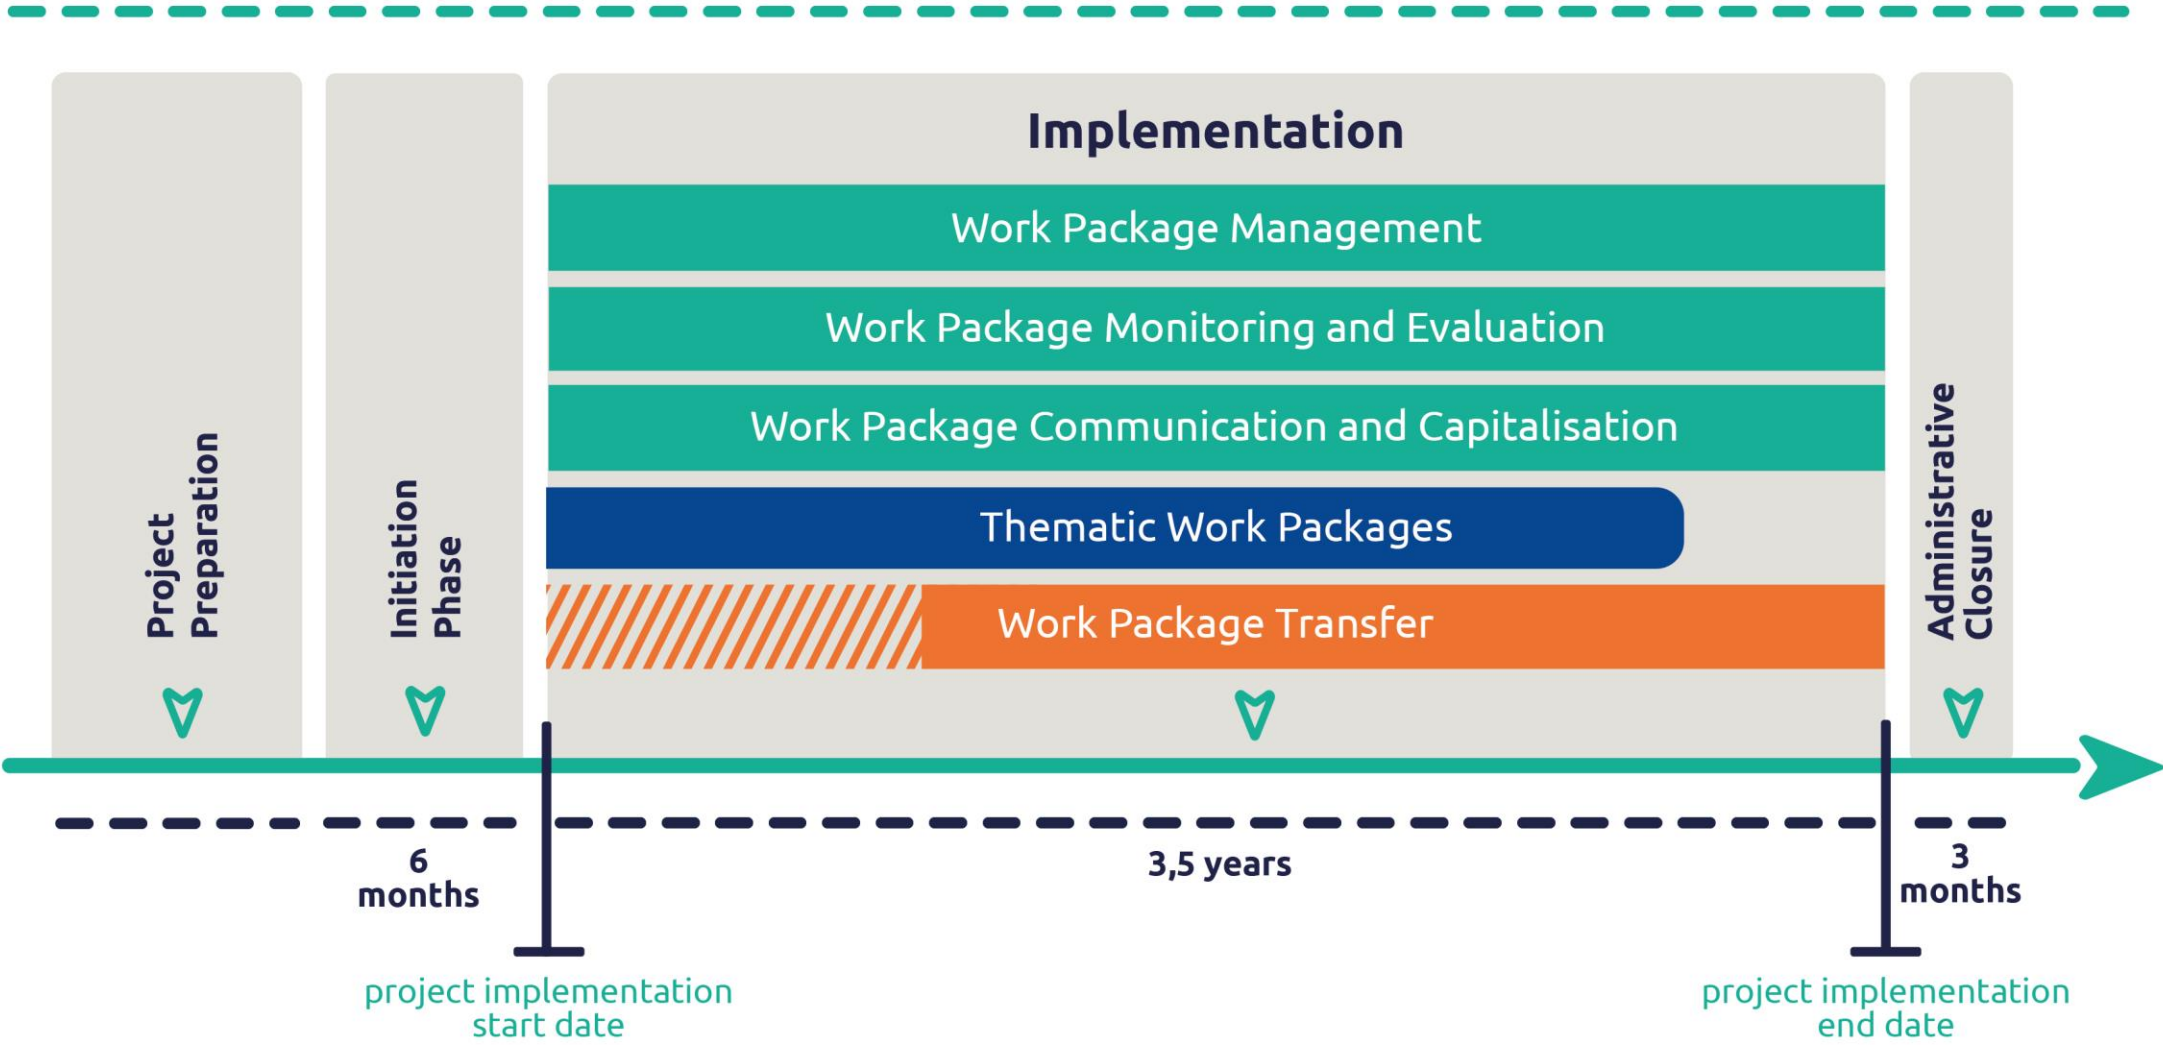 Project
Preparation
Initiation
Phase
Implementation
Work Package Management
Work Package Monitoring and Evaluation
Work Package Communication and Capitalisation
Thematic Work Packages
Work Package Transfer
Administrative
Closure
6
months
3,5 years
3
months
project implementation
start date
project implementation
end date